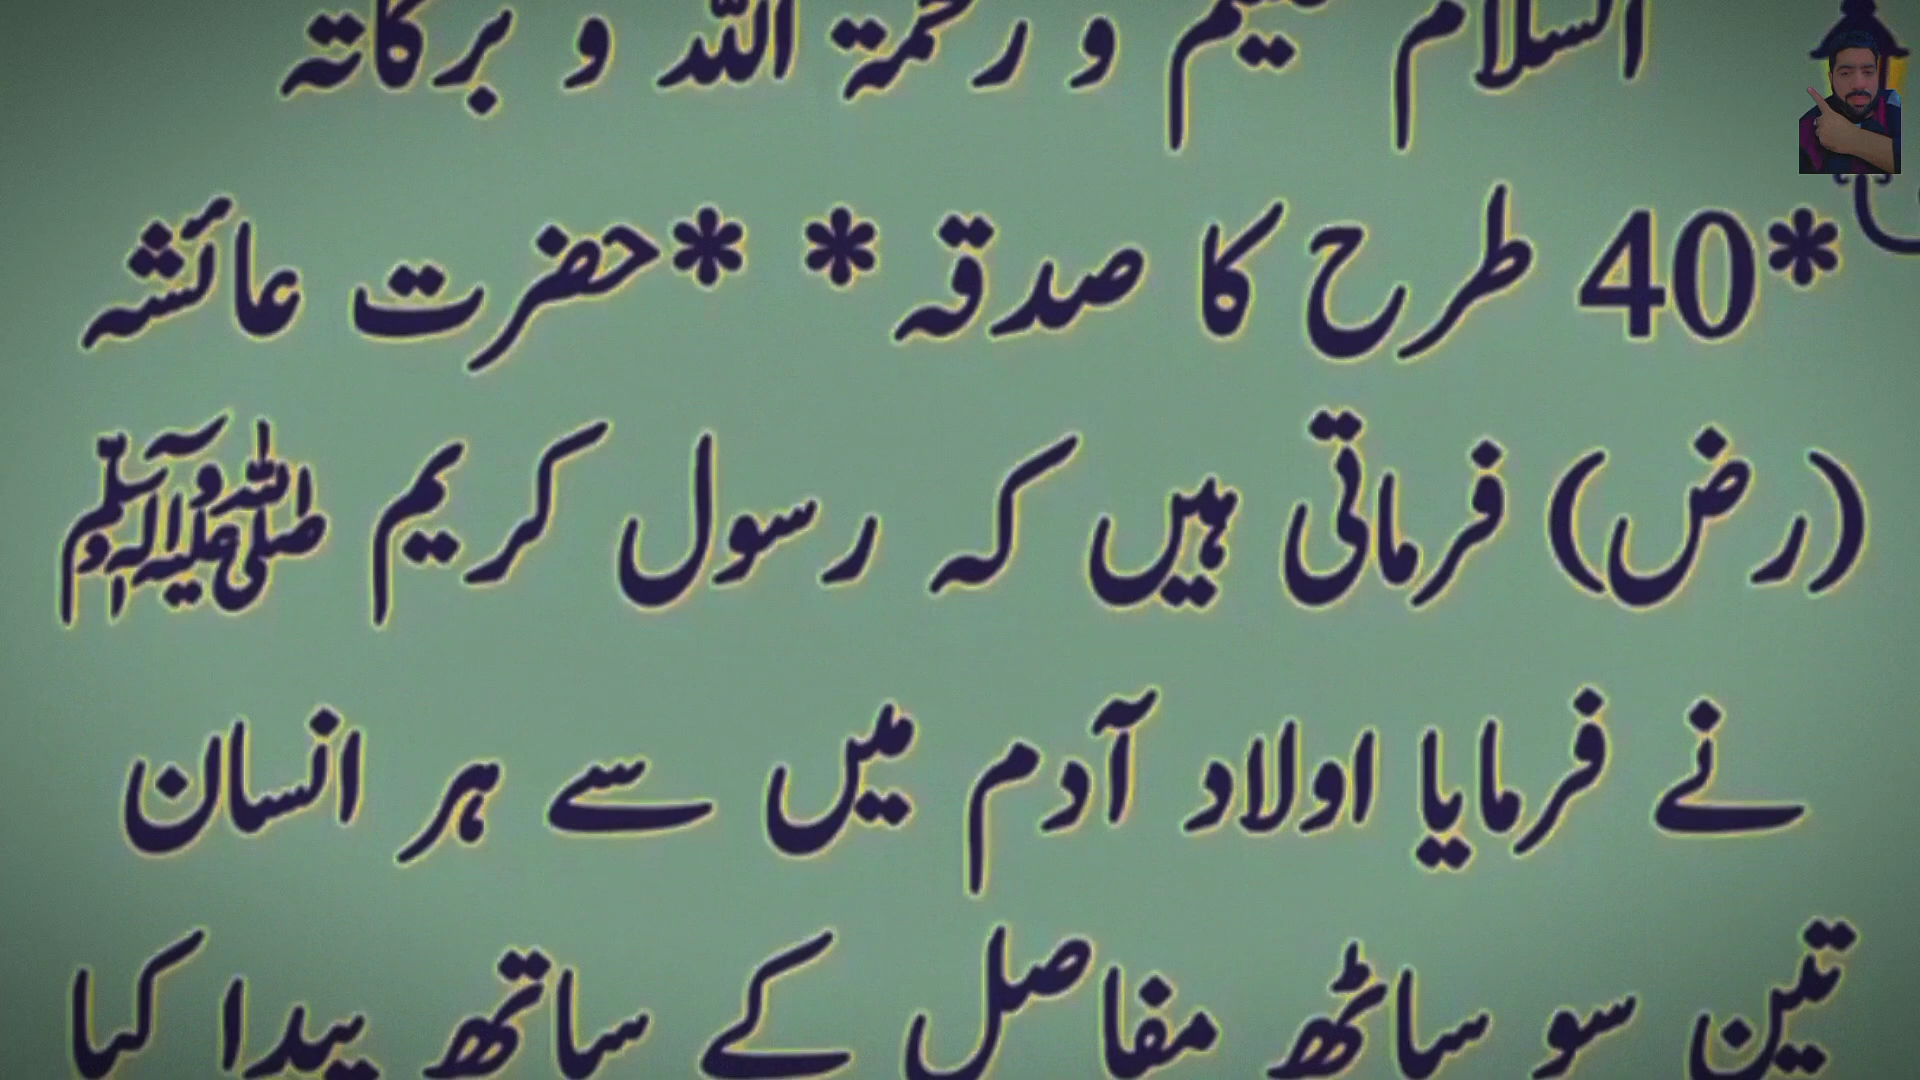 السلام علیکم و رحمۃ اللہ و برکاتہ
*40 طرح کا صدقہ* *حضرت عائشہ
(رض) فرماتی ہیں کہ رسول کریم ﷺ
نے فرمایا اولاد آدم میں سے ہر انسان
تین سو ساٹھ مفاصل کے ساتھ پیدا کیا